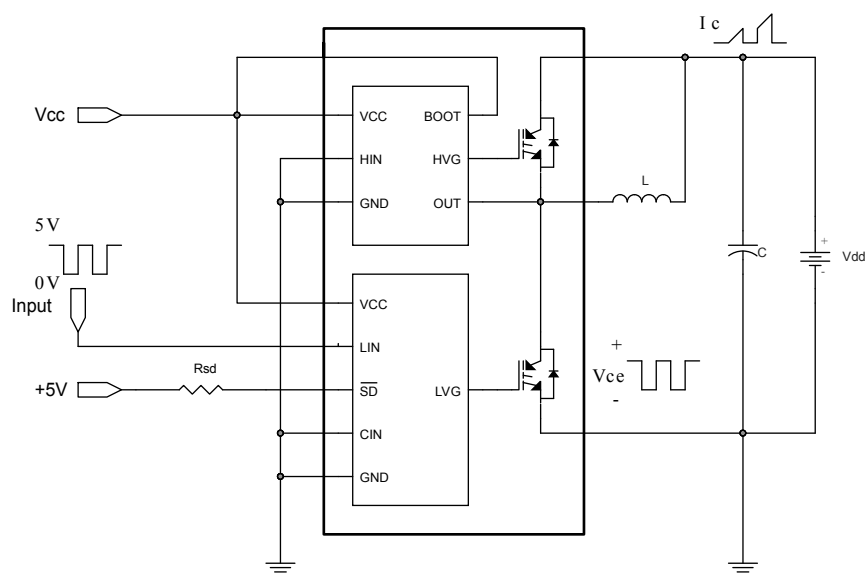 I c
Vcc
VCC
BOOT
HIN
HVG
GND
OUT
L
5V
0V
Input
C
+
-
Vdd
VCC
LIN
+5V
Rsd
SD
LVG
CIN
GND
+
Vce
-